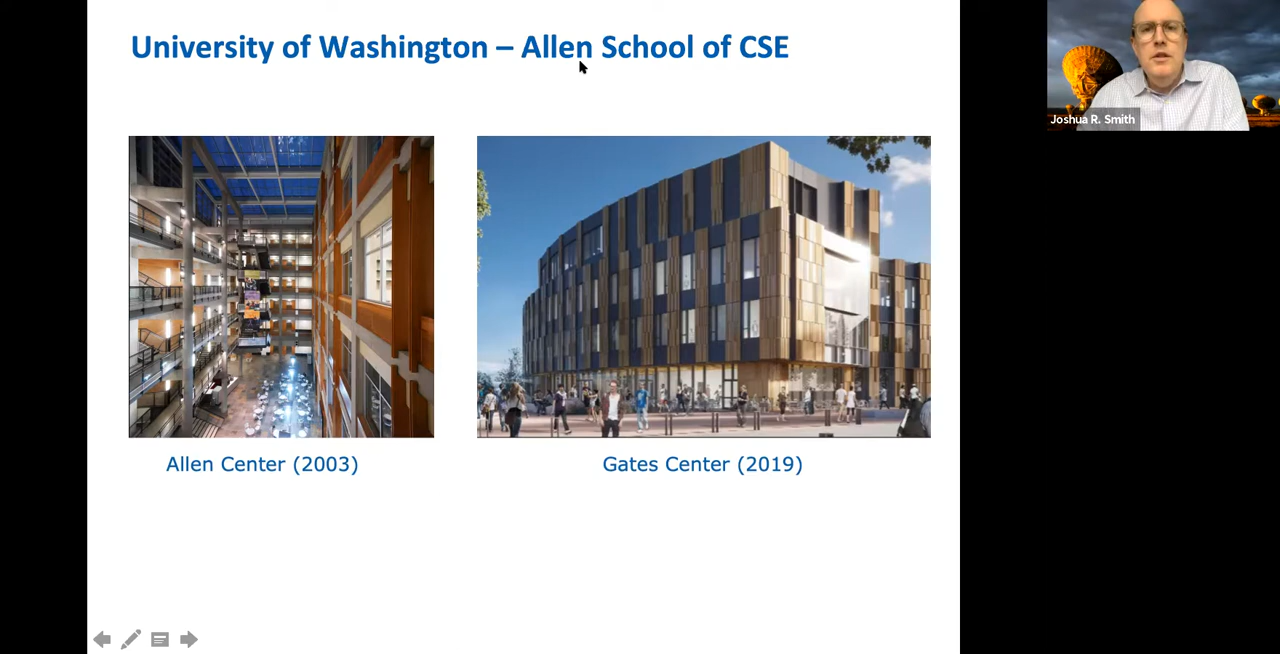 University of Washington – Allen School of CSE
Joshua R. Smith
Allen Center (2003)
Gates Center (2019)